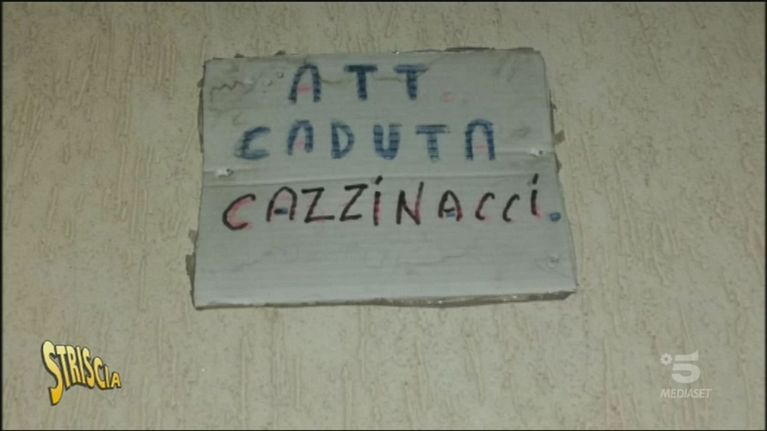 ATT.
CADUTA
CAZZINACCI.
STRISCIA
5
MEDIASET